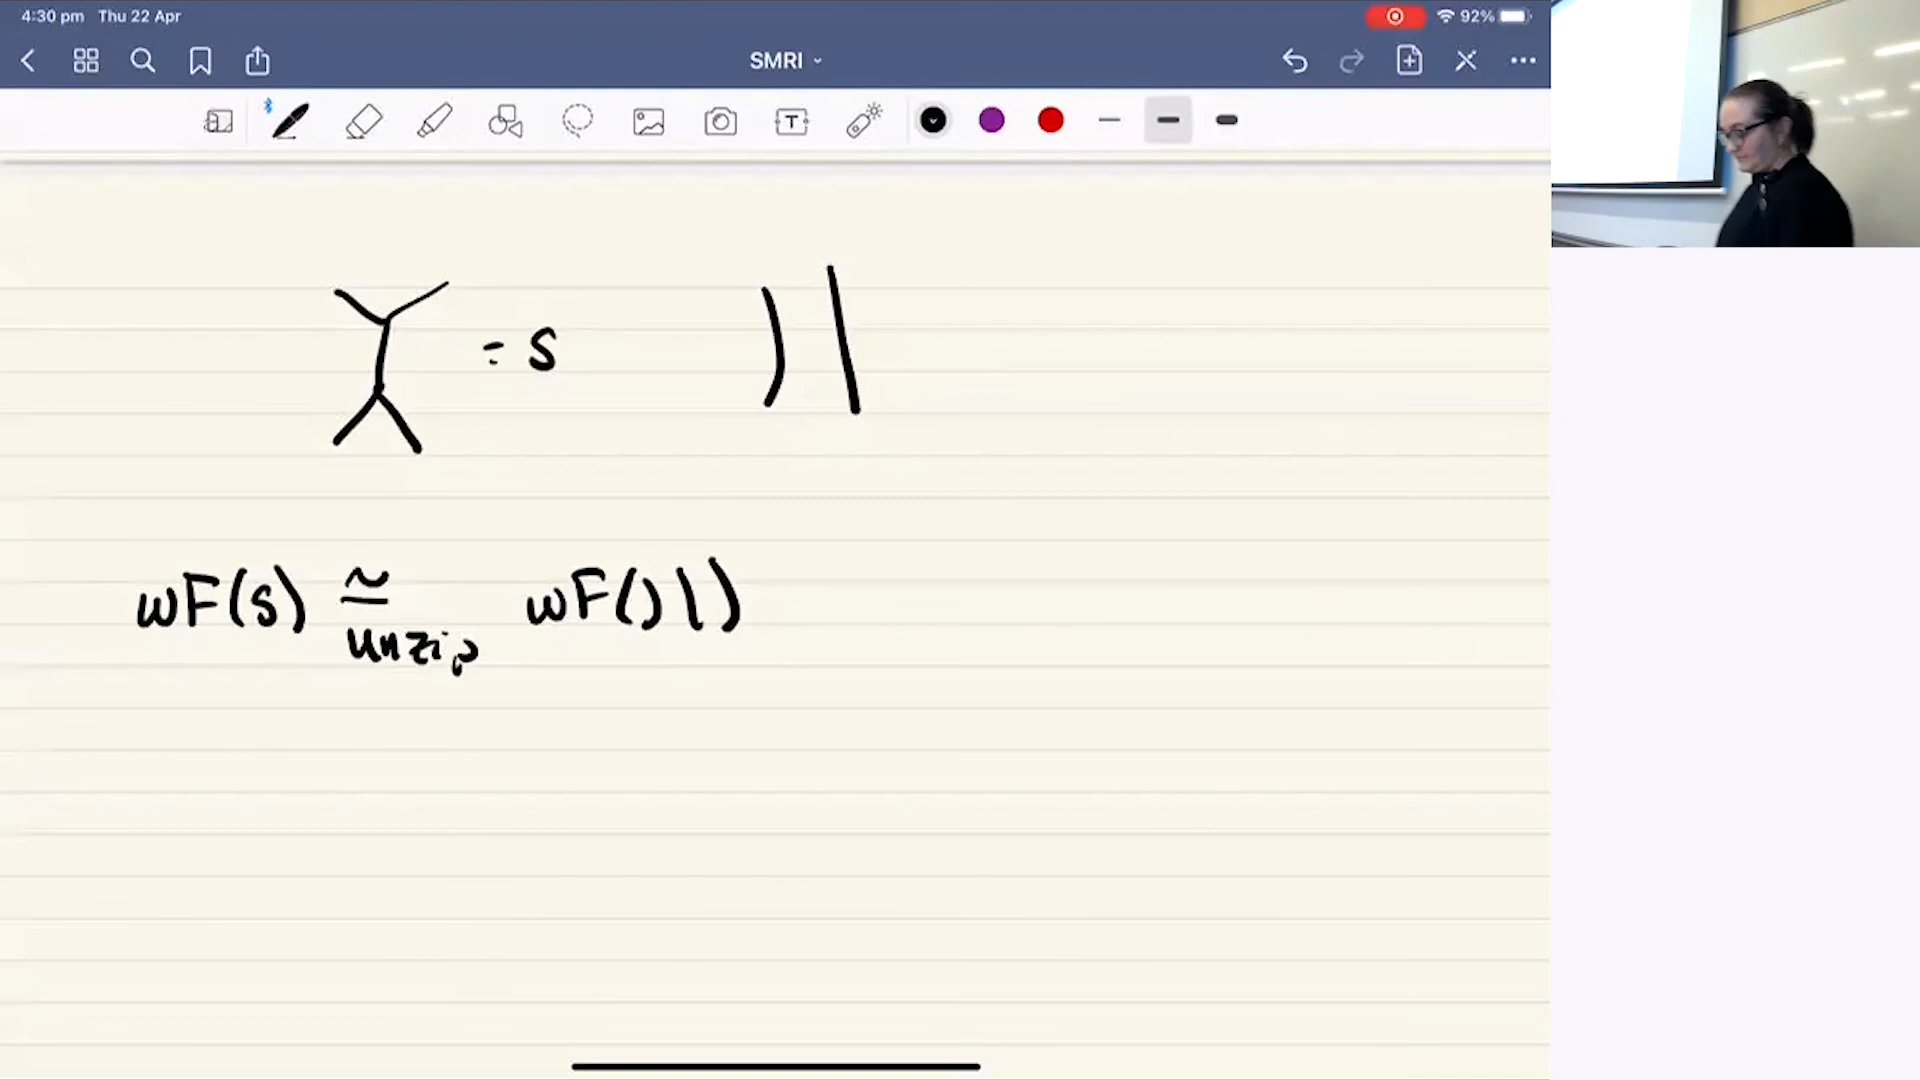 4:30 pm Thu 22 Apr
92%
SMRI
T
= S
wF(S) ≅ wF()|)
unzip